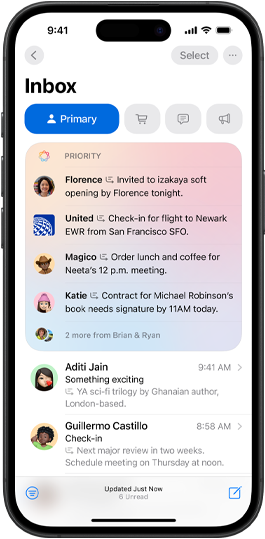 9:41
Select
Inbox
Primary
PRIORITY
Florence Invited to izakaya soft
opening by Florence tonight.
United Check-in for flight to Newark
EWR from San Francisco SFO.
Magico Order lunch and coffee for
Neeta's 12 p.m. meeting.
Katie Contract for Michael Robinson's
book needs signature by 11AM today.
2 more from Brian & Ryan
Aditi Jain 9:41 AM
Something exciting
YA sci-fi trilogy by Ghanaian author,
London-based.
Guillermo Castillo 8:58 AM
Check-in
Next major review in two weeks.
Schedule meeting on Thursday at noon.
Updated Just Now
6 Unread